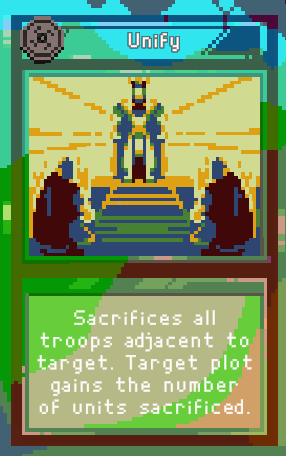 Unify
Sacrifices all
troops adjacent to
target. Target plot
gains the number
of units sacrificed.